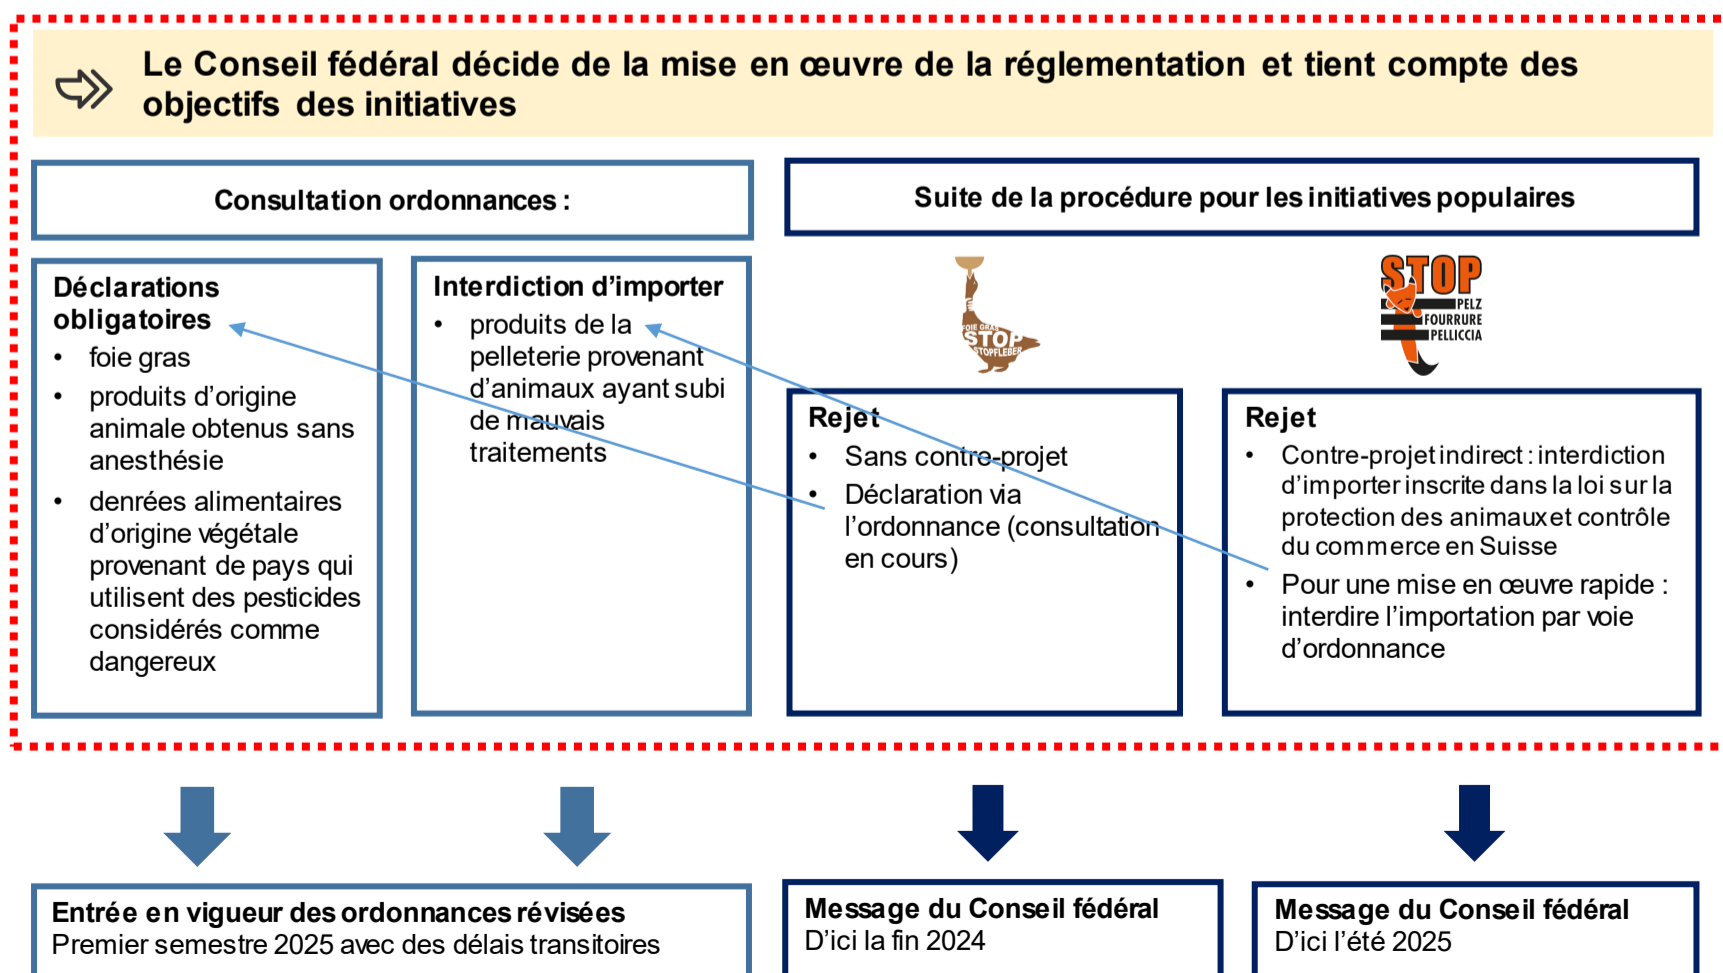 Le Conseil fédéral décide de la mise en œuvre de la réglementation et tient compte des
objectifs des initiatives
Consultation ordonnances :
Suite de la procédure pour les initiatives populaires
Déclarations
obligatoires
• foie gras
• produits d’origine
animale obtenus sans
anesthésie
• denrées alimentaires
d’origine végétale
provenant de pays qui
utilisent des pesticides
considérés comme
dangereux
Interdiction d’importer
• produits de la
pelleterie provenant
d’animaux ayant subi
de mauvais
traitements
FOIE GRAS
STOP
STOPFLEBER
Rejet
• Sans contre-projet
• Déclaration via
l’ordonnance (consultation
en cours)
STOP
PELZ
FOURRURE
PELLICCIA
Rejet
• Contre-projet indirect : interdiction
d’importer inscrite dans la loi sur la
protection des animaux et contrôle
du commerce en Suisse
• Pour une mise en œuvre rapide :
interdire l’importation par voie
d’ordonnance
Entrée en vigueur des ordonnances révisées
Premier semestre 2025 avec des délais transitoires
Message du Conseil fédéral
D’ici la fin 2024
Message du Conseil fédéral
D’ici l’été 2025